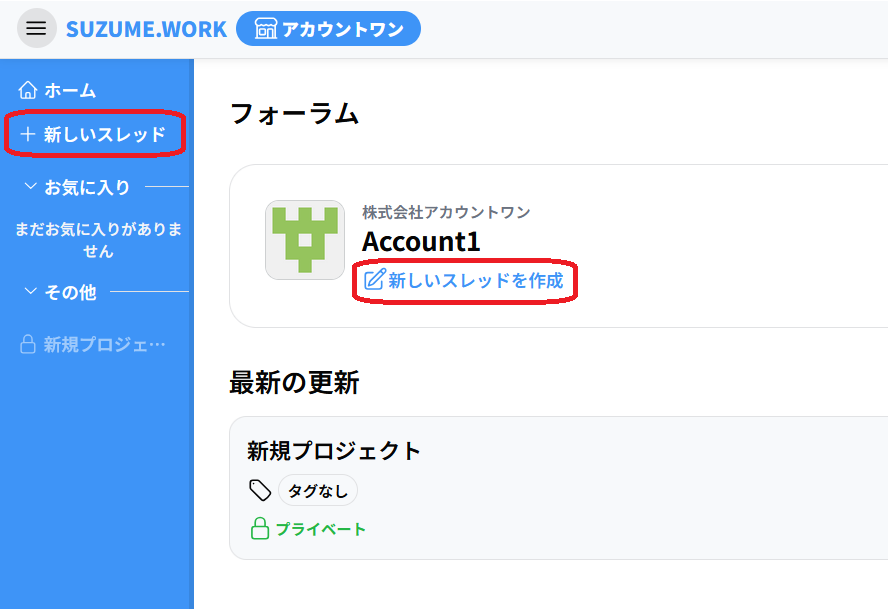 SUZUME.WORK
アカウントワン
ホーム
新しいスレッド
お気に入り
まだお気に入りがありま
せん
その他
新規プロジェ…
フォーラム
株式会社アカウントワン
Account1
新しいスレッドを作成
最新の更新
新規プロジェクト
タグなし
プライベート